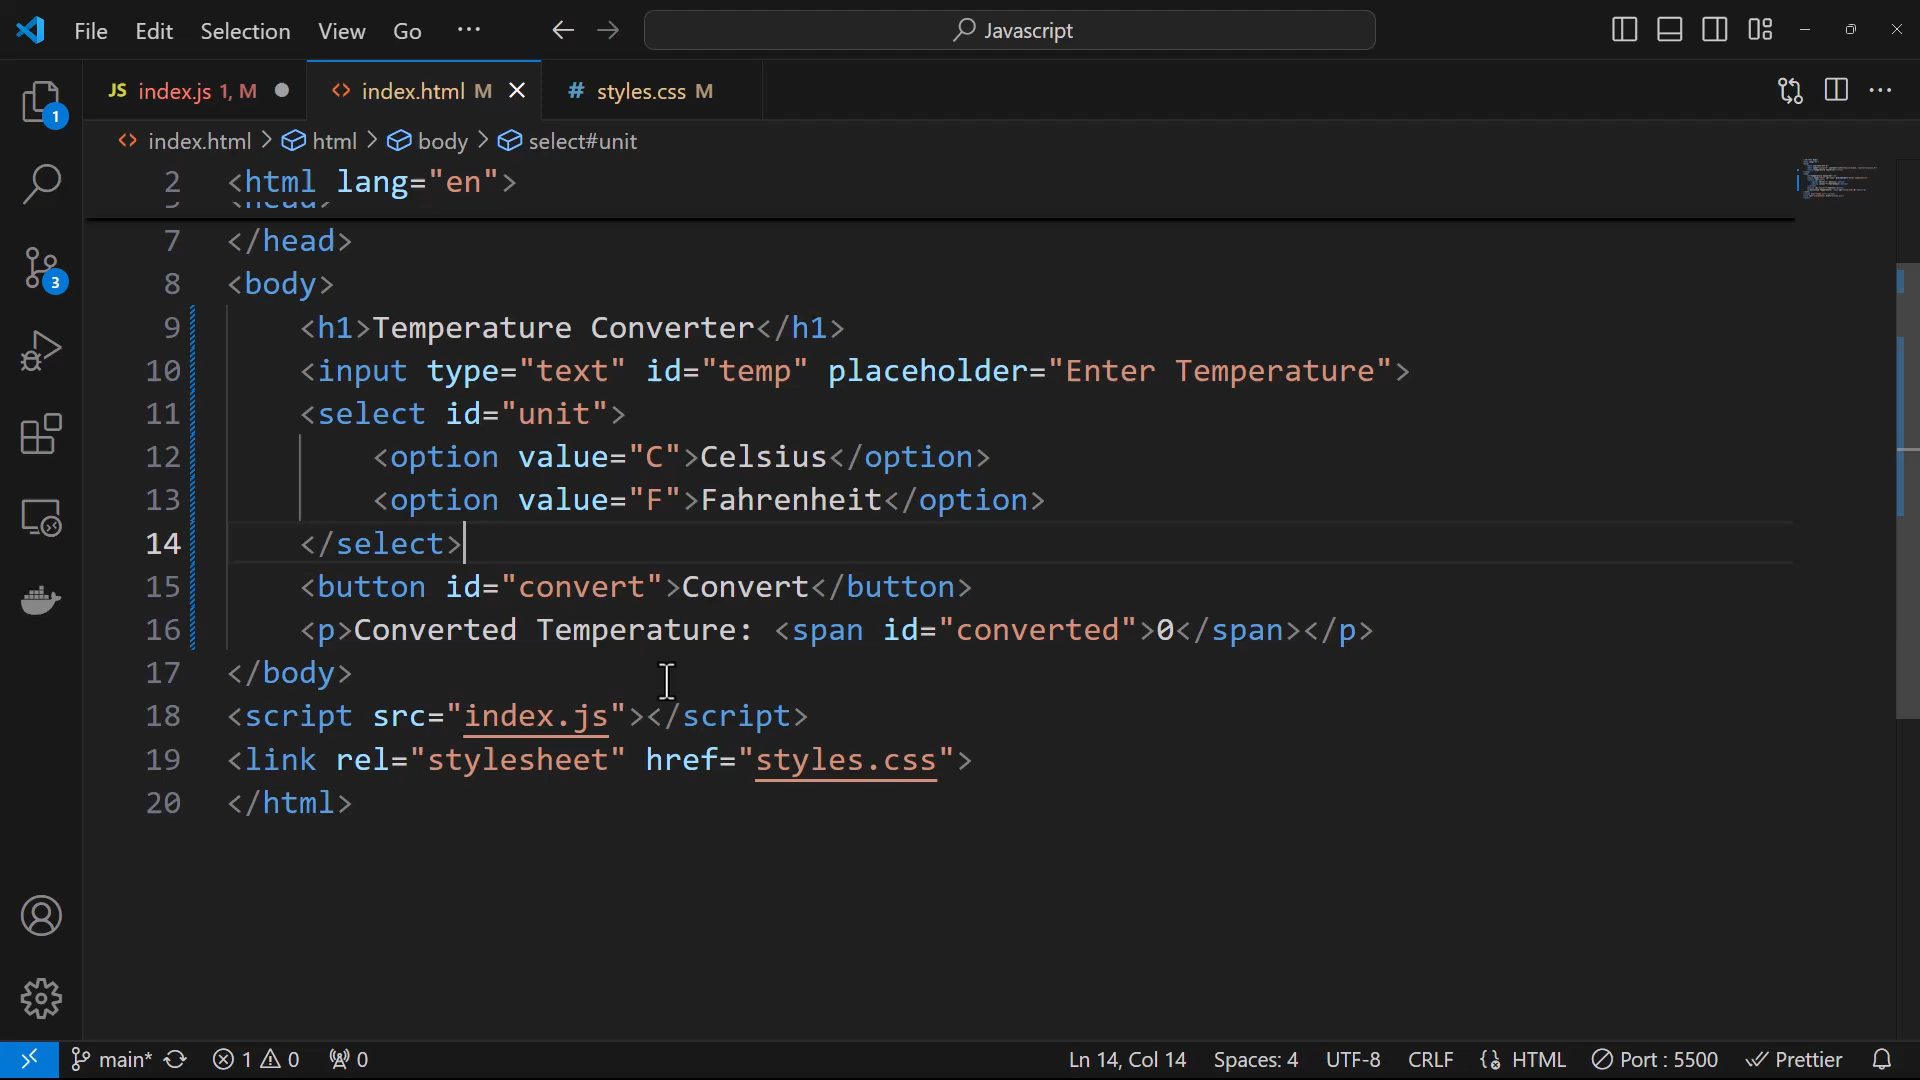 File Edit Selection View Go ··· Javascript
JS index.js 1, M index.html M styles.css M
index.html > html > body > select#unit
2 <html lang="en">
7 </head>
8 <body>
9 <h1>Temperature Converter</h1>
10 <input type="text" id="temp" placeholder="Enter Temperature">
11 <select id="unit">
12 <option value="C">Celsius</option>
13 <option value="F">Fahrenheit</option>
14 </select>
15 <button id="convert">Convert</button>
16 <p>Converted Temperature: <span id="converted">0</span></p>
17 </body>
18 <script src="index.js"></script>
19 <link rel="stylesheet" href="styles.css">
20 </html>
1
3
main* 1 0 0 Ln 14, Col 14 Spaces: 4 UTF-8 CRLF HTML Port : 5500 Prettier